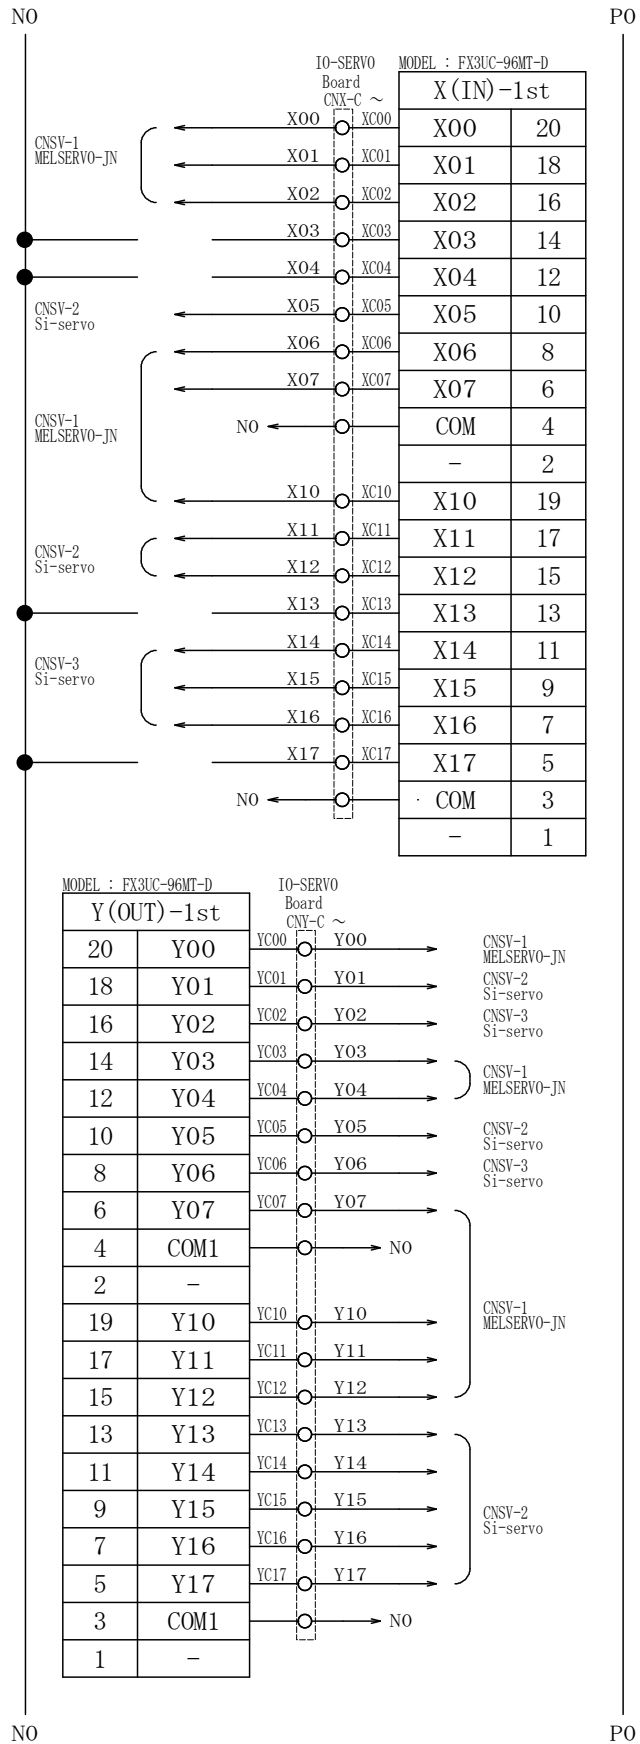 N0 P0
IO-SERVO MODEL : FX3UC-96MT-D
Board
CNX-C ～
X(IN)-1st
X00 XC00 X00 20
CNSV-1
MELSERVO-JN
X01 XC01 X01 18
X02 XC02 X02 16
X03 XC03 X03 14
X04 XC04 X04 12
CNSV-2
Si-servo
X05 XC05 X05 10
X06 XC06 X06 8
X07 XC07 X07 6
CNSV-1
MELSERVO-JN
N0 COM 4
- 2
X10 XC10 X10 19
X11 XC11 X11 17
CNSV-2
Si-servo
X12 XC12 X12 15
X13 XC13 X13 13
X14 XC14 X14 11
CNSV-3
Si-servo
X15 XC15 X15 9
X16 XC16 X16 7
X17 XC17 X17 5
N0 COM 3
- 1
MODEL : FX3UC-96MT-D IO-SERVO
Board
CNY-C ～
Y(OUT)-1st
20 Y00 YC00 Y00 CNSV-1
MELSERVO-JN
18 Y01 YC01 Y01 CNSV-2
Si-servo
16 Y02 YC02 Y02 CNSV-3
Si-servo
14 Y03 YC03 Y03
CNSV-1
MELSERVO-JN
12 Y04 YC04 Y04
10 Y05 YC05 Y05 CNSV-2
Si-servo
8 Y06 YC06 Y06 CNSV-3
Si-servo
6 Y07 YC07 Y07
4 COM1 N0
2 -
CNSV-1
MELSERVO-JN
19 Y10 YC10 Y10
17 Y11 YC11 Y11
15 Y12 YC12 Y12
13 Y13 YC13 Y13
11 Y14 YC14 Y14
9 Y15 YC15 Y15
CNSV-2
Si-servo
7 Y16 YC16 Y16
5 Y17 YC17 Y17
3 COM1 N0
1 -
N0 P0